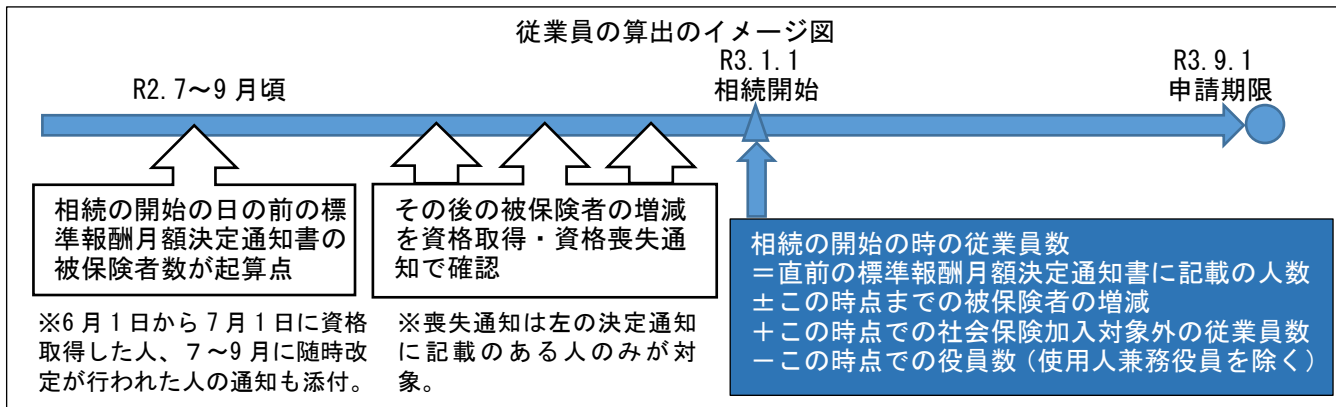 従業員の算出のイメージ図
R2.7～9月頃
R3.1.1
相続開始
R3.9.1
申請期限
相続の開始の日の前の標
準報酬月額決定通知書の
被保険者数が起算点
※6月1日から7月1日に資格
取得した人、7～9月に随時改
定が行われた人の通知も添付。
その後の被保険者の増減
を資格取得・資格喪失通
知で確認
※喪失通知は左の決定通知
に記載のある人のみが対
象。
相続の開始の時の従業員数
＝直前の標準報酬月額決定通知書に記載の人数
±この時点までの被保険者の増減
＋この時点での社会保険加入対象外の従業員数
－この時点での役員数（使用人兼務役員を除く）